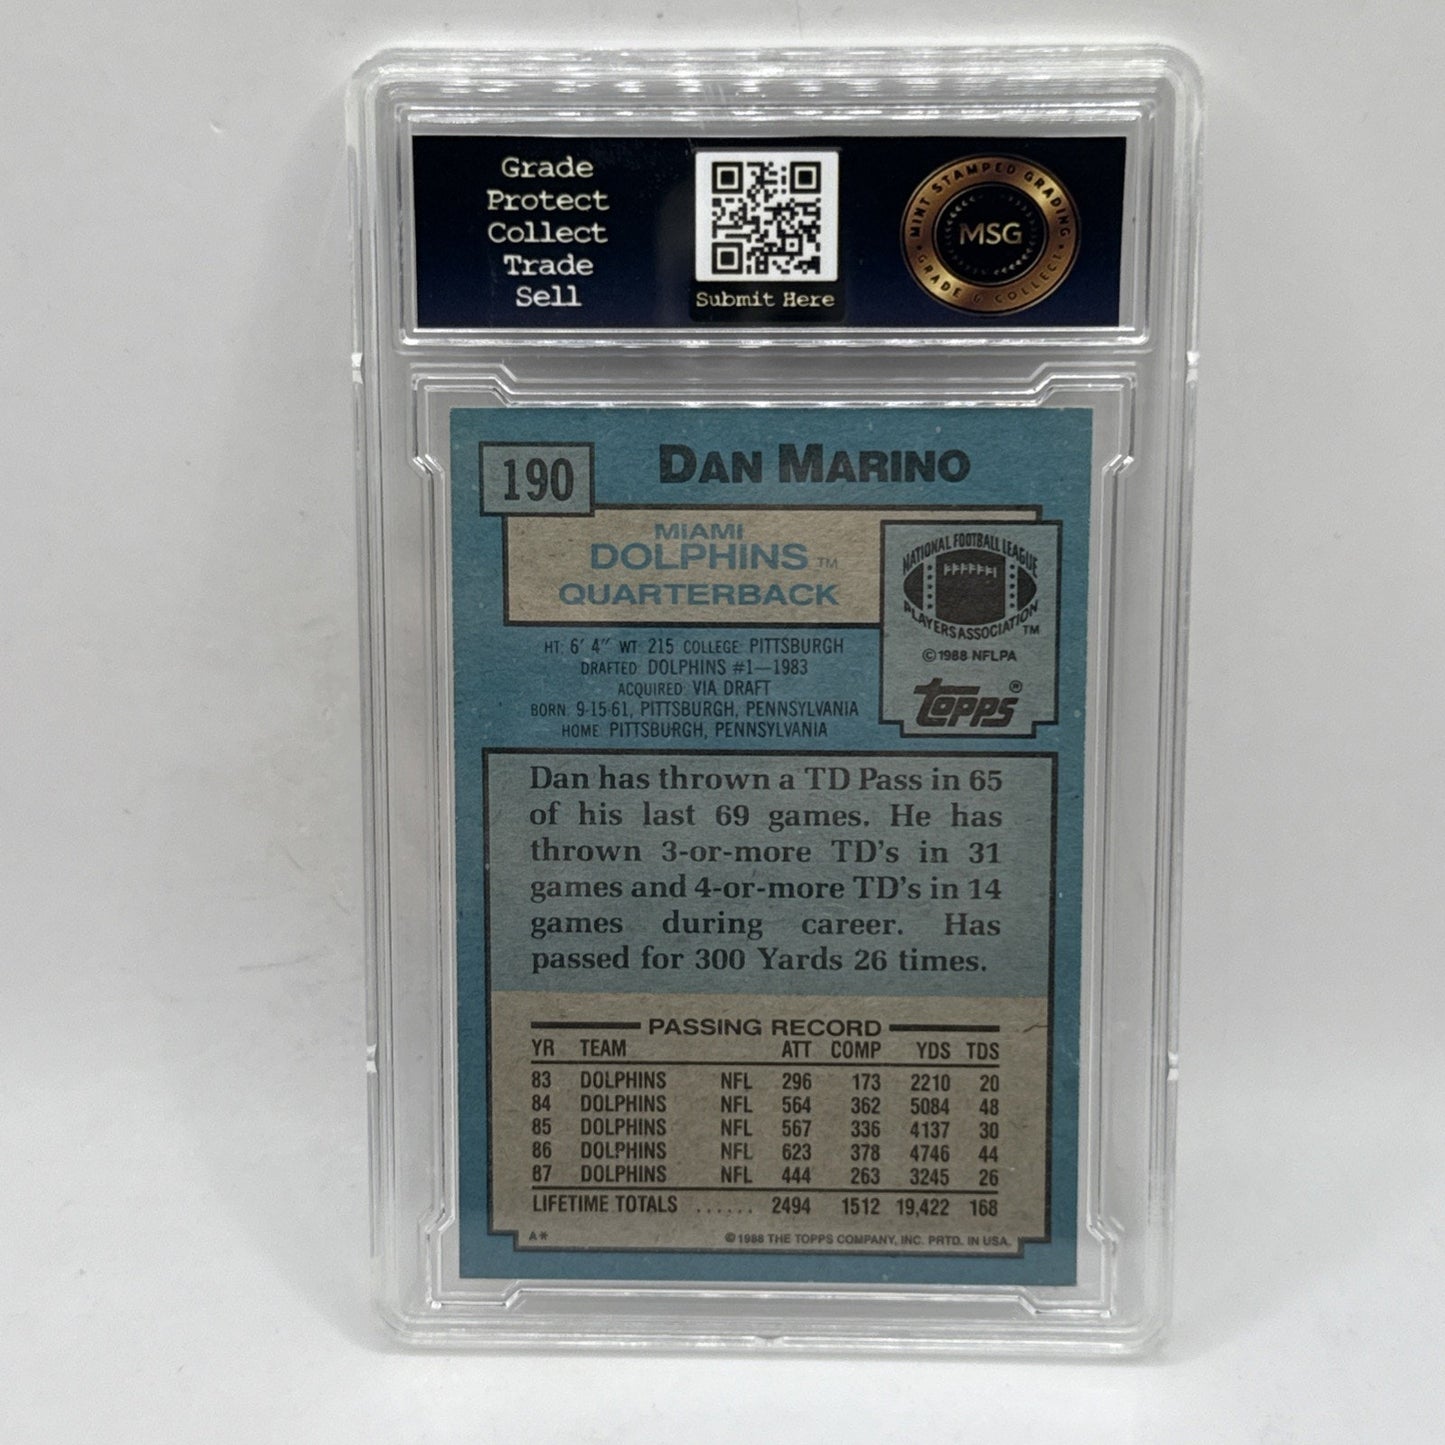 Grade
Protect
Collect
Trade
Sell
Submit Here
MINT STAMPED GRADING
MSG
GRADE & COLLECT
190
DAN MARINO
MIAMI
DOLPHINS™
QUARTERBACK
NATIONAL FOOTBALL LEAGUE
PLAYERS ASSOCIATION™
©1988 NFLPA
topps®
HT: 6' 4" WT: 215 COLLEGE: PITTSBURGH
DRAFTED: DOLPHINS #1—1983
ACQUIRED: VIA DRAFT
BORN: 9-15-61, PITTSBURGH, PENNSYLVANIA
HOME: PITTSBURGH, PENNSYLVANIA
Dan has thrown a TD Pass in 65
of his last 69 games. He has
thrown 3-or-more TD's in 31
games and 4-or-more TD's in 14
games during career. Has
passed for 300 Yards 26 times.
PASSING RECORD
YR TEAM ATT COMP YDS TDS
83 DOLPHINS NFL 296 173 2210 20
84 DOLPHINS NFL 564 362 5084 48
85 DOLPHINS NFL 567 336 4137 30
86 DOLPHINS NFL 623 378 4746 44
87 DOLPHINS NFL 444 263 3245 26
LIFETIME TOTALS ...... 2494 1512 19,422 168
A* ©1988 THE TOPPS COMPANY, INC. PRTD. IN USA.